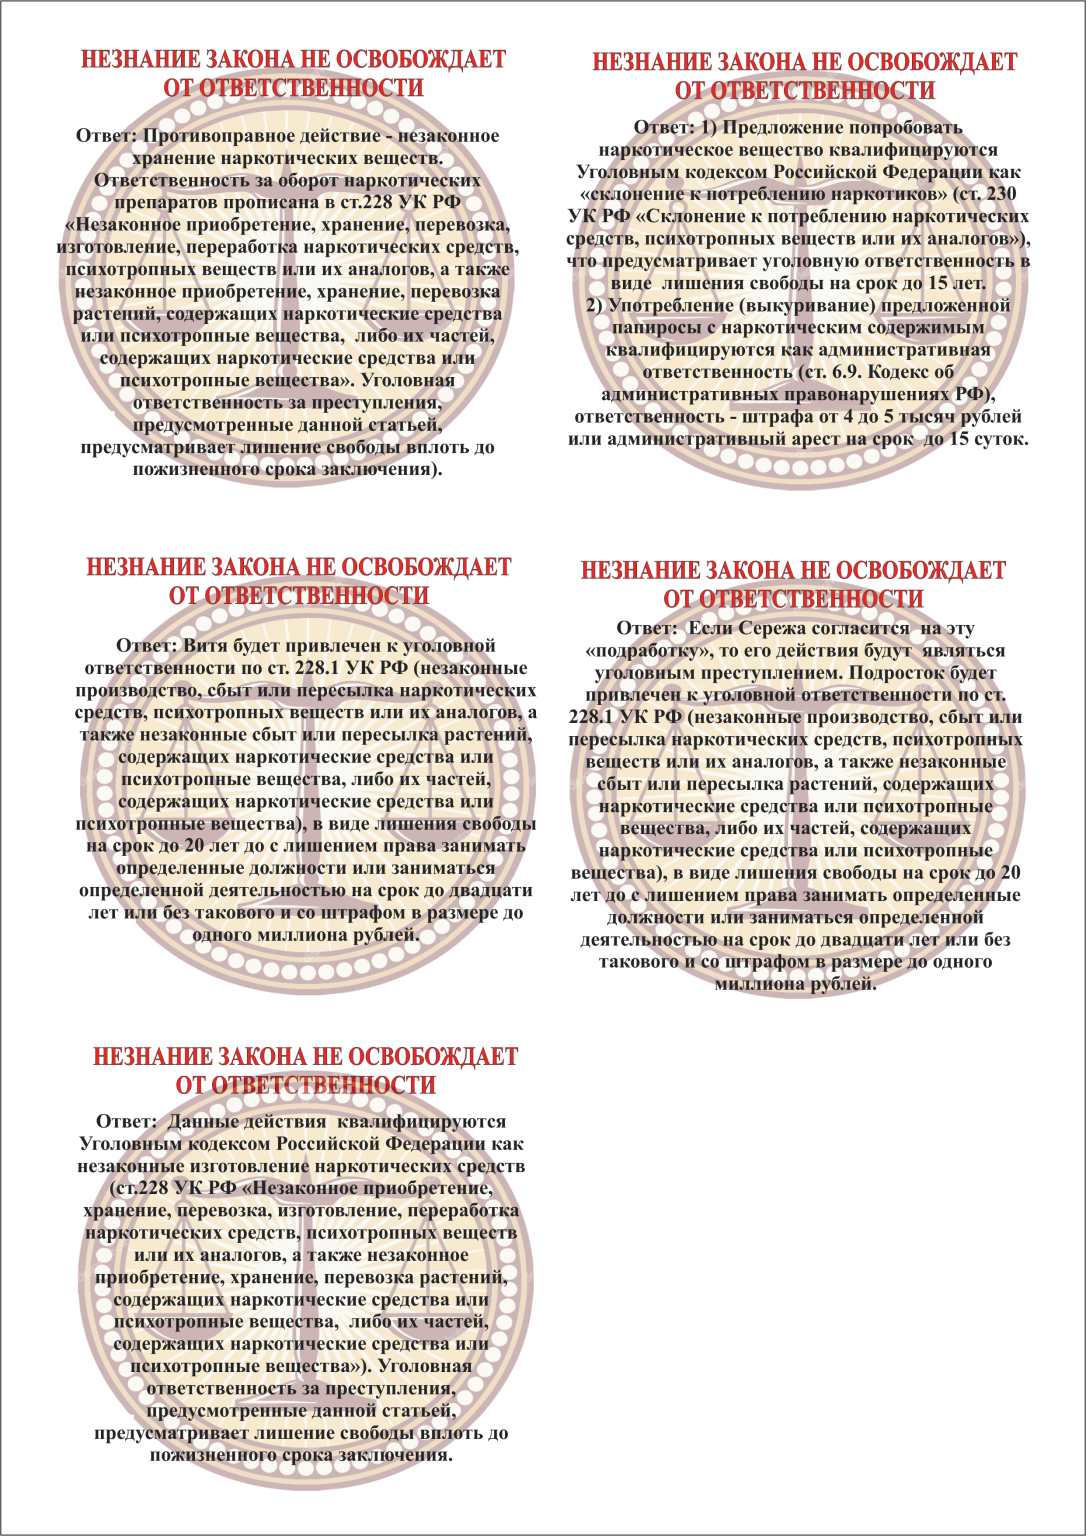 НЕЗНАНИЕ ЗАКОНА НЕ ОСВОБОЖДАЕТ
ОТ ОТВЕТСТВЕННОСТИ
Ответ: Противоправное действие - незаконное
хранение наркотических веществ.
Ответственность за оборот наркотических
препаратов прописана в ст.228 УК РФ
«Незаконное приобретение, хранение, перевозка,
изготовление, переработка наркотических средств,
психотропных веществ или их аналогов, а также
незаконное приобретение, хранение, перевозка
растений, содержащих наркотические средства
или психотропные вещества, либо их частей,
содержащих наркотические средства или
психотропные вещества». Уголовная
ответственность за преступления,
предусмотренные данной статьей,
предусматривает лишение свободы вплоть до
пожизненного срока заключения).
НЕЗНАНИЕ ЗАКОНА НЕ ОСВОБОЖДАЕТ
ОТ ОТВЕТСТВЕННОСТИ
Ответ: 1) Предложение попробовать
наркотическое вещество квалифицируются
Уголовным кодексом Российской Федерации как
«склонение к потреблению наркотиков» (ст. 230
УК РФ «Склонение к потреблению наркотических
средств, психотропных веществ или их аналогов»),
что предусматривает уголовную ответственность в
виде лишения свободы на срок до 15 лет.
2) Употребление (выкуривание) предложенной
папиросы с наркотическим содержимым
квалифицируются как административная
ответственность (ст. 6.9. Кодекс об
административных правонарушениях РФ),
ответственность - штрафа от 4 до 5 тысяч рублей
или административный арест на срок до 15 суток.
НЕЗНАНИЕ ЗАКОНА НЕ ОСВОБОЖДАЕТ
ОТ ОТВЕТСТВЕННОСТИ
Ответ: Витя будет привлечен к уголовной
ответственности по ст. 228.1 УК РФ (незаконные
производство, сбыт или пересылка наркотических
средств, психотропных веществ или их аналогов, а
также незаконные сбыт или пересылка растений,
содержащих наркотические средства или
психотропные вещества, либо их частей,
содержащих наркотические средства или
психотропные вещества), в виде лишения свободы
на срок до 20 лет до с лишением права занимать
определенные должности или заниматься
определенной деятельностью на срок до двадцати
лет или без такового и со штрафом в размере до
одного миллиона рублей.
НЕЗНАНИЕ ЗАКОНА НЕ ОСВОБОЖДАЕТ
ОТ ОТВЕТСТВЕННОСТИ
Ответ: Если Сережа согласится на эту
«подработку», то его действия будут являться
уголовным преступлением. Подросток будет
привлечен к уголовной ответственности по ст.
228.1 УК РФ (незаконные производство, сбыт или
пересылка наркотических средств, психотропных
веществ или их аналогов, а также незаконные
сбыт или пересылка растений, содержащих
наркотические средства или психотропные
вещества, либо их частей, содержащих
наркотические средства или психотропные
вещества), в виде лишения свободы на срок до 20
лет до с лишением права занимать определенные
должности или заниматься определенной
деятельностью на срок до двадцати лет или без
такового и со штрафом в размере до одного
миллиона рублей.
НЕЗНАНИЕ ЗАКОНА НЕ ОСВОБОЖДАЕТ
ОТ ОТВЕТСТВЕННОСТИ
Ответ: Данные действия квалифицируются
Уголовным кодексом Российской Федерации как
незаконные изготовление наркотических средств
(ст.228 УК РФ «Незаконное приобретение,
хранение, перевозка, изготовление, переработка
наркотических средств, психотропных веществ
или их аналогов, а также незаконное
приобретение, хранение, перевозка растений,
содержащих наркотические средства или
психотропные вещества, либо их частей,
содержащих наркотические средства или
психотропные вещества»). Уголовная
ответственность за преступления,
предусмотренные данной статьей,
предусматривает лишение свободы вплоть до
пожизненного срока заключения.